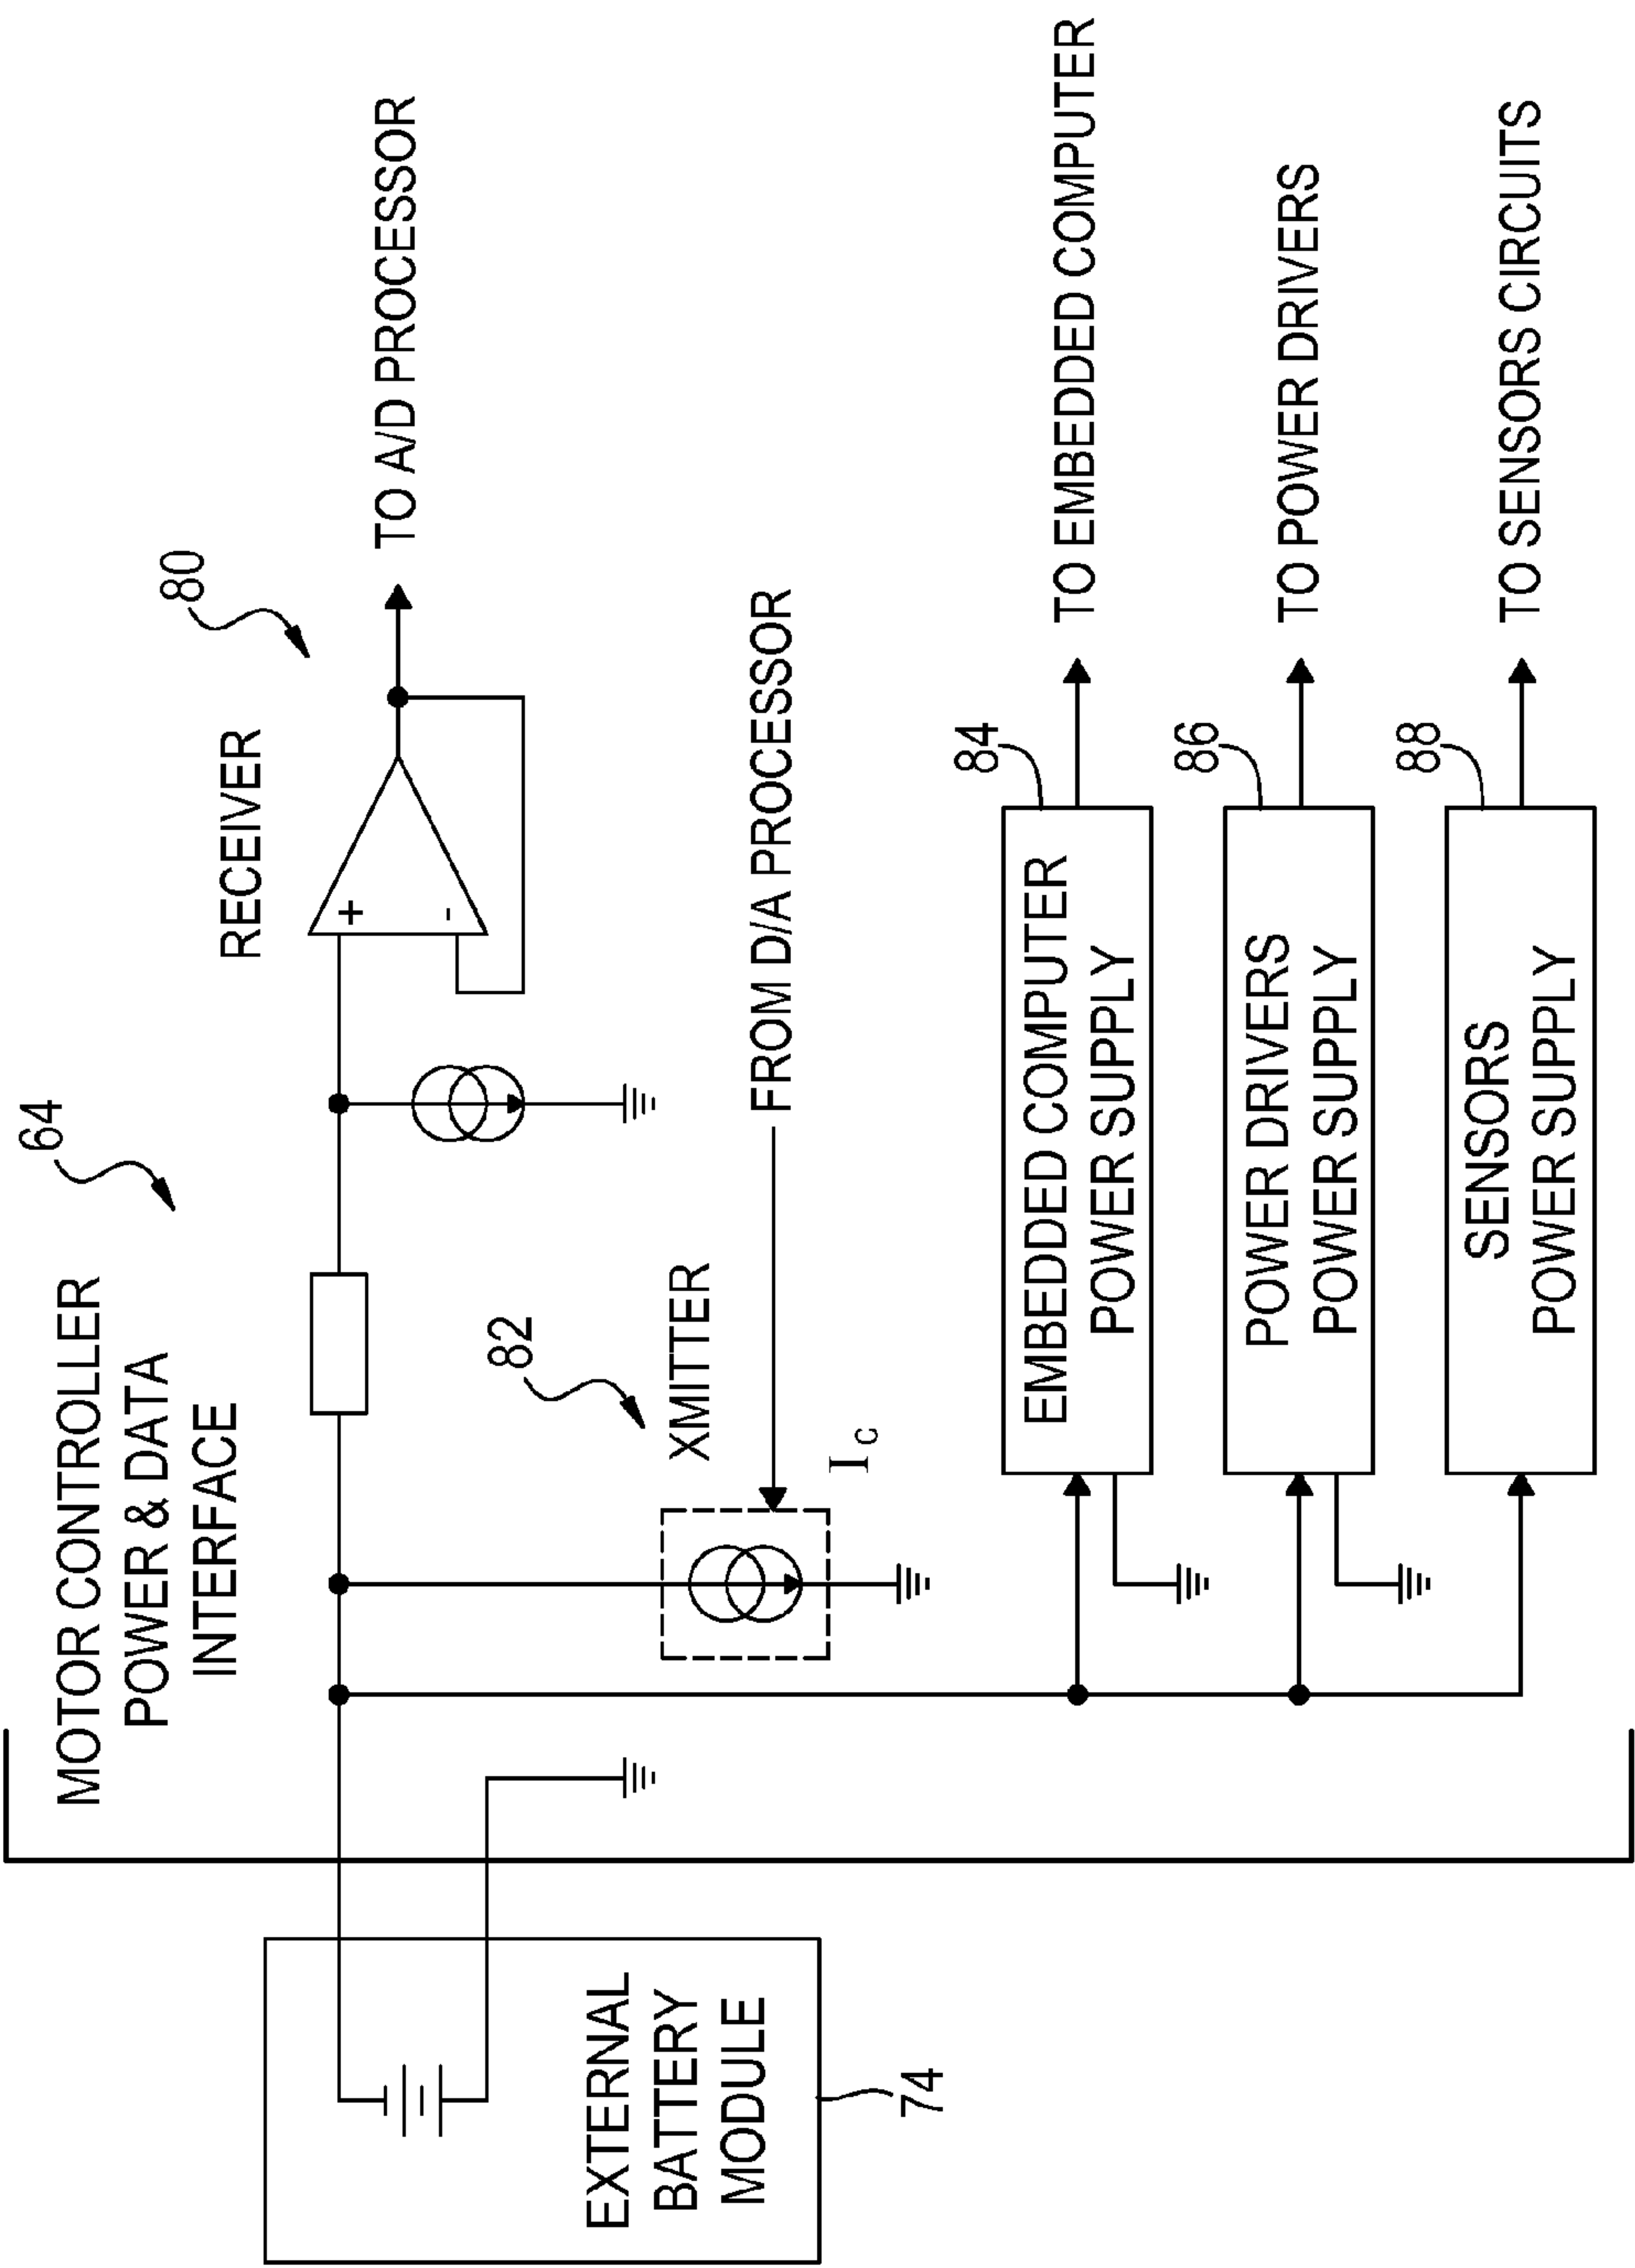 MOTOR CONTROLLER
POWER & DATA
INTERFACE
64
RECEIVER
80
+
-
TO A/D PROCESSOR
82
XMITTER
FROM D/A PROCESSOR
I c
EXTERNAL
BATTERY
MODULE
74
EMBEDDED COMPUTER
POWER SUPPLY
84
TO EMBEDDED COMPUTER
POWER DRIVERS
POWER SUPPLY
86
TO POWER DRIVERS
SENSORS
POWER SUPPLY
88
TO SENSORS CIRCUITS